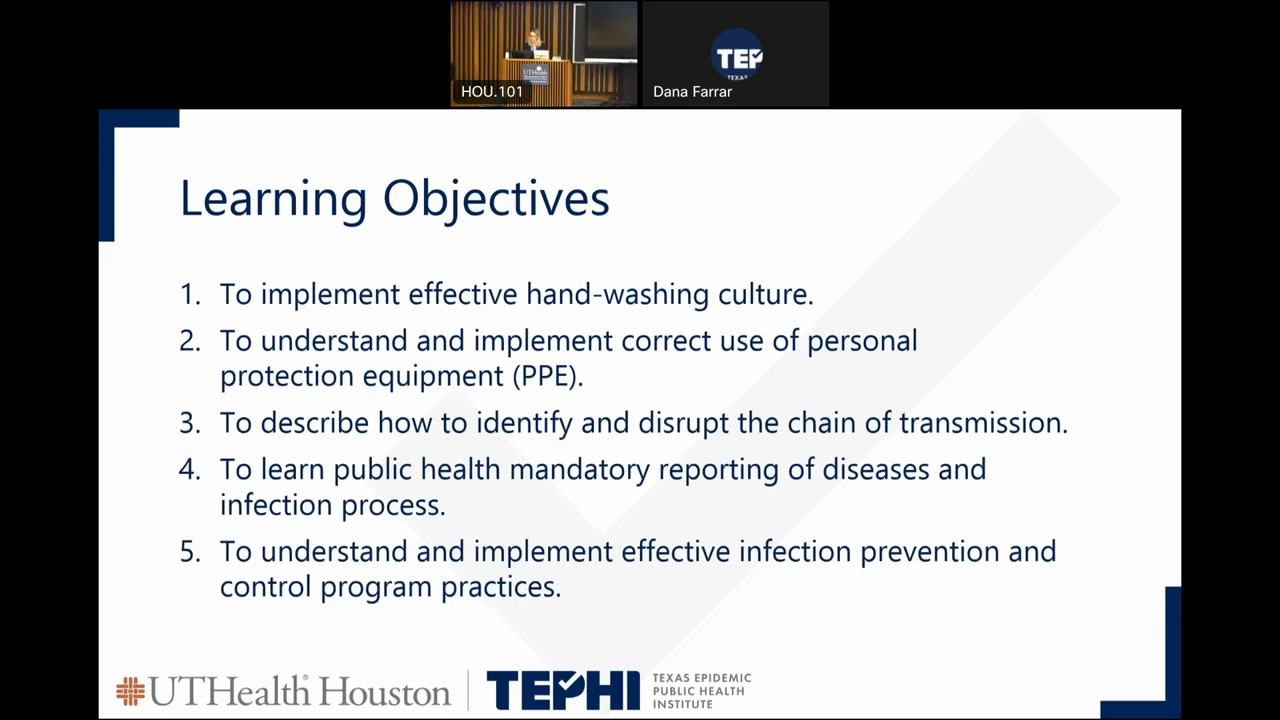 HOU.101
UTHealth
TEP
TEXAS
Dana Farrar
Learning Objectives
1. To implement effective hand-washing culture.
2. To understand and implement correct use of personal
protection equipment (PPE).
3. To describe how to identify and disrupt the chain of transmission.
4. To learn public health mandatory reporting of diseases and
infection process.
5. To understand and implement effective infection prevention and
control program practices.
UTHealth® Houston
TEPHI
TEXAS EPIDEMIC
PUBLIC HEALTH
INSTITUTE